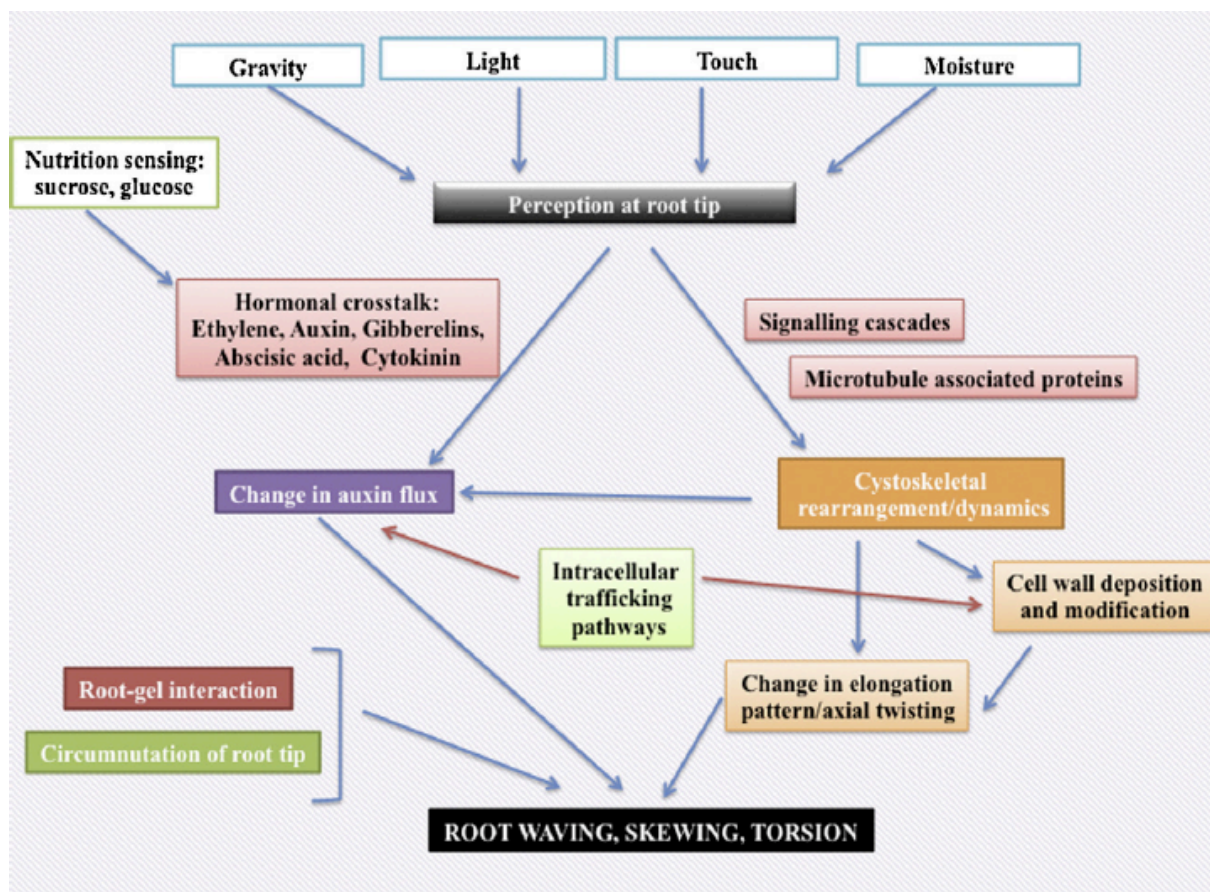 Gravity
Light
Touch
Moisture
Nutrition sensing:
sucrose, glucose
Perception at root tip
Hormonal crosstalk:
Ethylene, Auxin, Gibberelins,
Abscisic acid, Cytokinin
Signalling cascades
Microtubule associated proteins
Change in auxin flux
Cystoskeletal
rearrangement/dynamics
Intracellular
trafficking
pathways
Cell wall deposition
and modification
Root-gel interaction
Change in elongation
pattern/axial twisting
Circumnutation of root tip
ROOT WAVING, SKEWING, TORSION